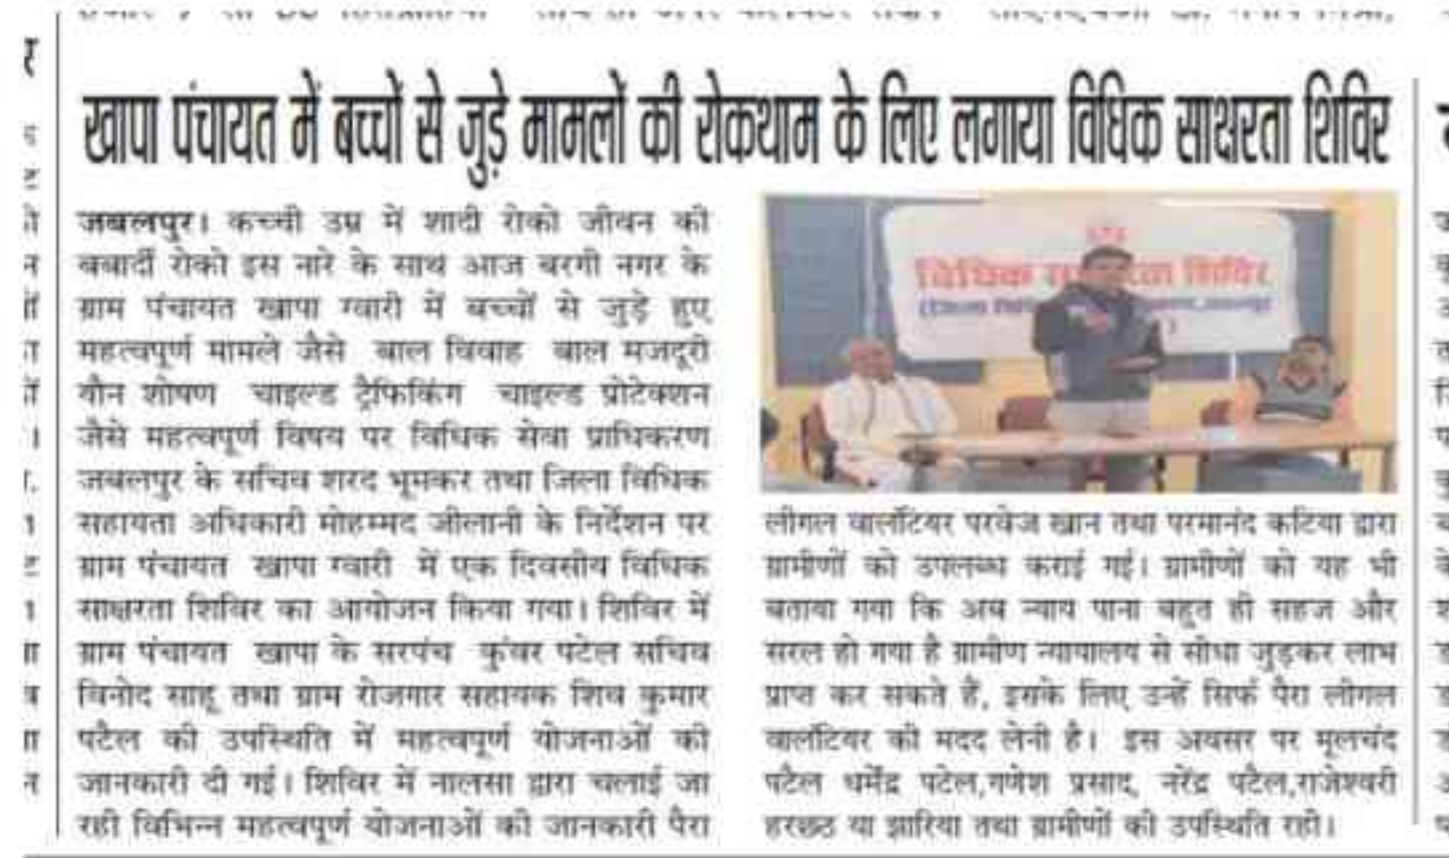 खापा पंचायत में बच्चों से जुड़े मामलों की रोकथाम के लिए लगाया विधिक साक्षरता शिविर
जबलपुर। कच्ची उम्र में शादी रोको जीवन की
बबार्दी रोको इस नारे के साथ आज बरगी नगर के
ग्राम पंचायत खापा ग्वारी में बच्चों से जुड़े हुए
महत्वपूर्ण मामले जैसे बाल विवाह बाल मजदूरी
यौन शोषण चाइल्ड ट्रैफिकिंग चाइल्ड प्रोटेक्शन
जैसे महत्वपूर्ण विषय पर विधिक सेवा प्राधिकरण
जबलपुर के सचिव शरद भूमकर तथा जिला विधिक
सहायता अधिकारी मोहम्मद जीलानी के निर्देशन पर
ग्राम पंचायत खापा ग्वारी में एक दिवसीय विधिक
साक्षरता शिविर का आयोजन किया गया। शिविर में
ग्राम पंचायत खापा के सरपंच कुंवर पटेल सचिव
विनोद साहू तथा ग्राम रोजगार सहायक शिव कुमार
पटैल की उपस्थिति में महत्वपूर्ण योजनाओं की
जानकारी दी गई। शिविर में नालसा द्वारा चलाई जा
रही विभिन्न महत्वपूर्ण योजनाओं की जानकारी पैरा
विधिक शिविर
लीगल वालंटियर परवेज खान तथा परमानंद कटिया द्वारा
ग्रामीणों को उपलब्ध कराई गई। ग्रामीणों को यह भी
बताया गया कि अब न्याय पाना बहुत ही सहज और
सरल हो गया है ग्रामीण न्यायालय से सीधा जुड़कर लाभ
प्राप्त कर सकते हैं, इसके लिए उन्हें सिर्फ पैरा लीगल
वालंटियर की मदद लेनी है। इस अवसर पर मूलचंद
पटैल धर्मेंद्र पटेल,गणेश प्रसाद, नरेंद्र पटैल,राजेश्वरी
हरछठ या झारिया तथा ग्रामीणों की उपस्थिति रही।